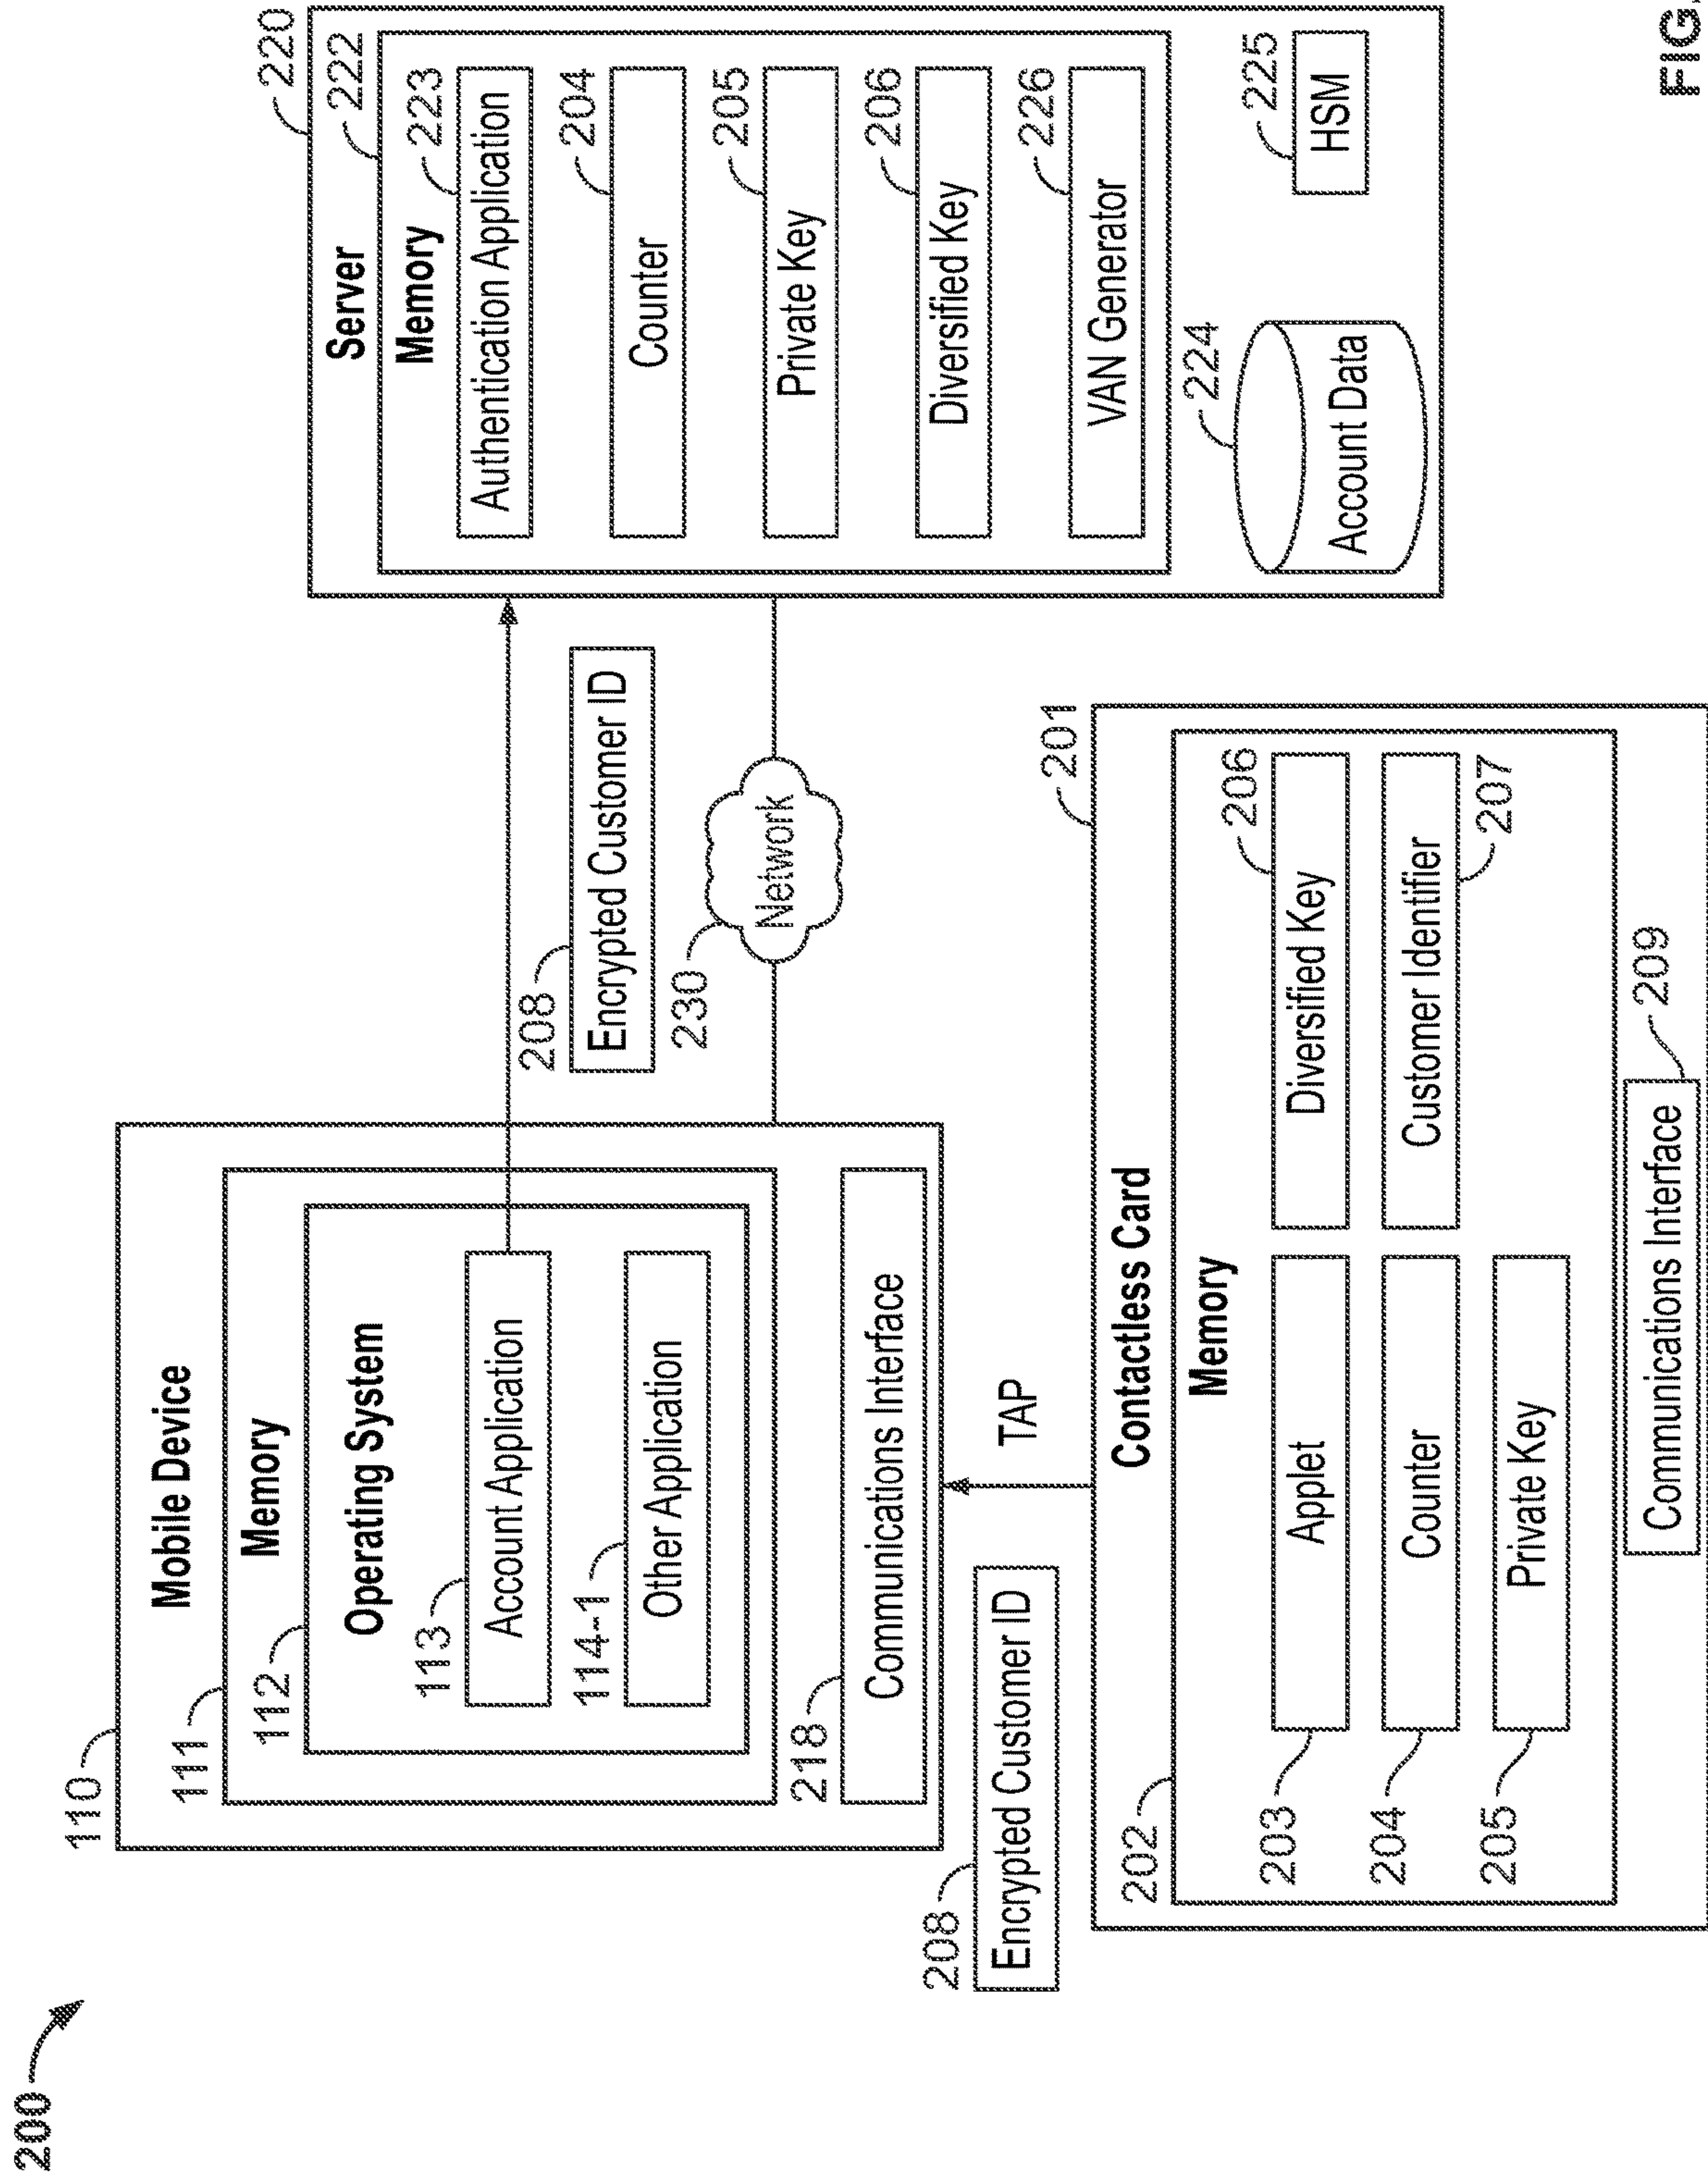 200
110
Mobile Device
111
Memory
112
Operating System
113
Account Application
114-1
Other Application
218
Communications Interface
208
Encrypted Customer ID
TAP
208
Encrypted Customer ID
230
Network
220
Server
222
Memory
223
Authentication Application
204
Counter
205
Private Key
206
Diversified Key
226
VAN Generator
224
Account Data
225
HSM
201
Contactless Card
202
Memory
203
Applet
206
Diversified Key
204
Counter
Customer Identifier
207
205
Private Key
Communications Interface
209
FIG.